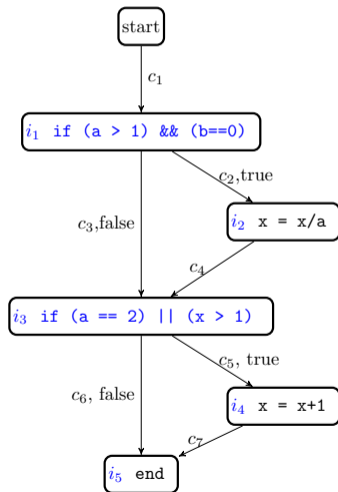 start
c1
i1 if (a > 1) && (b==0)
c2,true
c3,false
i2 x = x/a
c4
i3 if (a == 2) || (x > 1)
c5, true
c6, false
i4 x = x+1
c7
i5 end